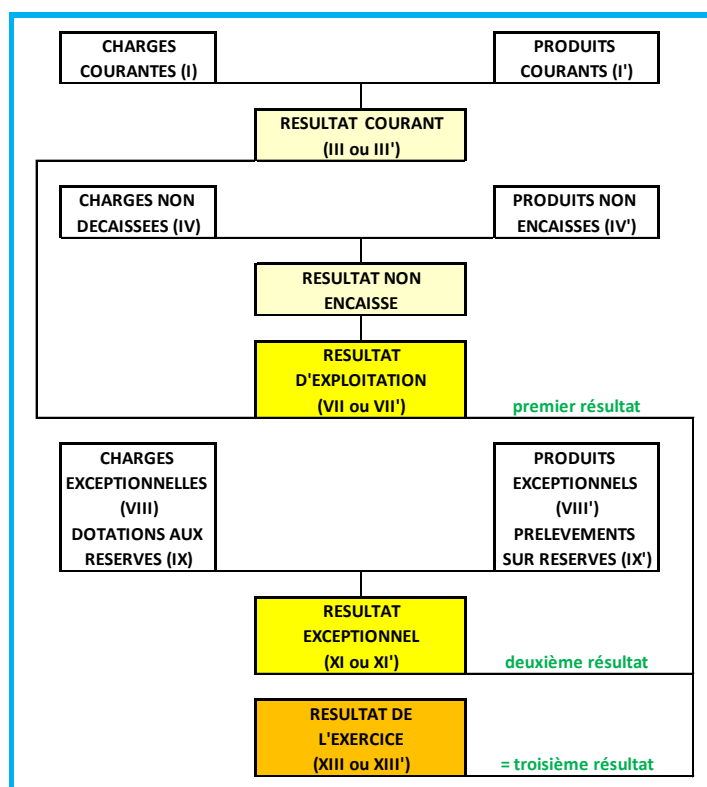 CHARGES
COURANTES (I)
PRODUITS
COURANTS (I')
RESULTAT COURANT
(III ou III')
CHARGES NON
DECAISSEES (IV)
PRODUITS NON
ENCAISSES (IV')
RESULTAT NON
ENCAISSE
RESULTAT
D'EXPLOITATION
(VII ou VII')
premier résultat
CHARGES
EXCEPTIONNELLES
(VIII)
DOTATIONS AUX
RESERVES (IX)
PRODUITS
EXCEPTIONNELS
(VIII')
PRELEVEMENTS
SUR RESERVES (IX')
RESULTAT
EXCEPTIONNEL
(XI ou XI')
deuxième résultat
RESULTAT DE
L'EXERCICE
(XIII ou XIII')
= troisième résultat